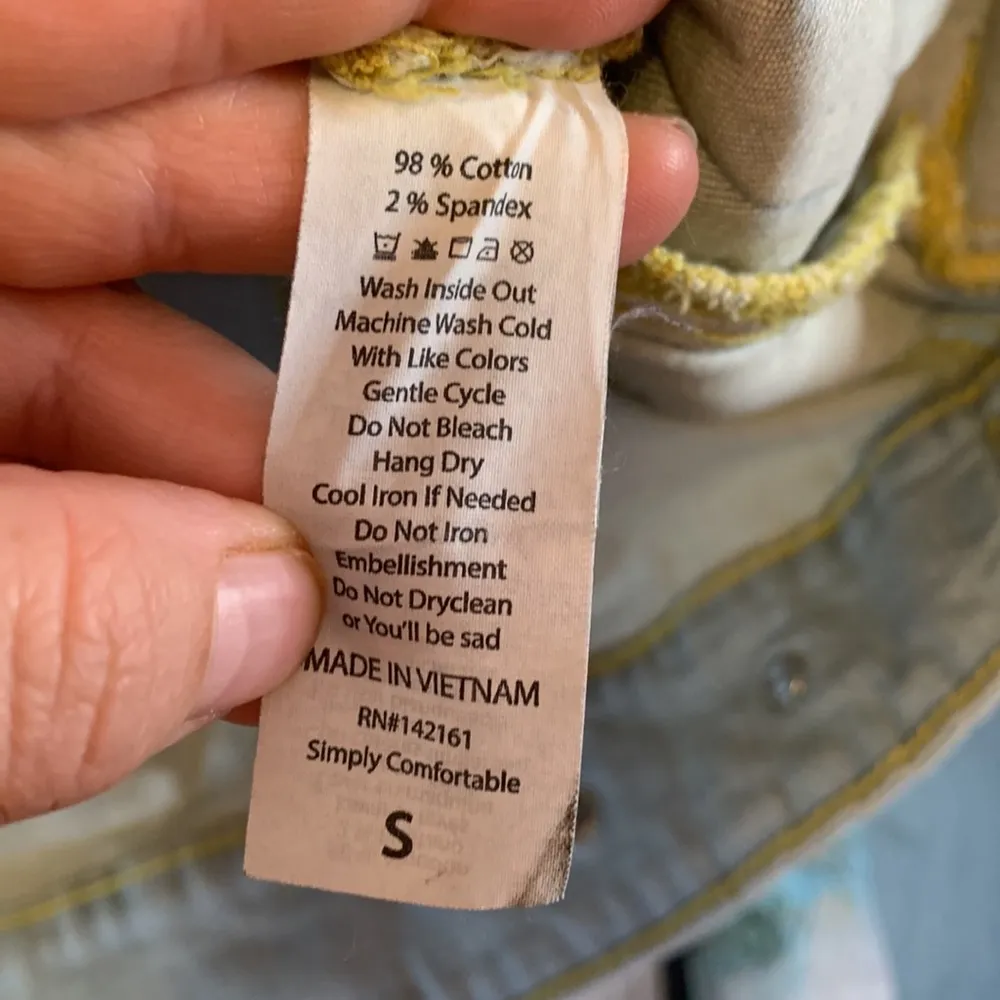 98 % Cotton
2 % Spandex
Wash Inside Out
Machine Wash Cold
With Like Colors
Gentle Cycle
Do Not Bleach
Hang Dry
Cool Iron If Needed
Do Not Iron
Embellishment
Do Not Dryclean
or You'll be sad
MADE IN VIETNAM
RN#142161
Simply Comfortable
S